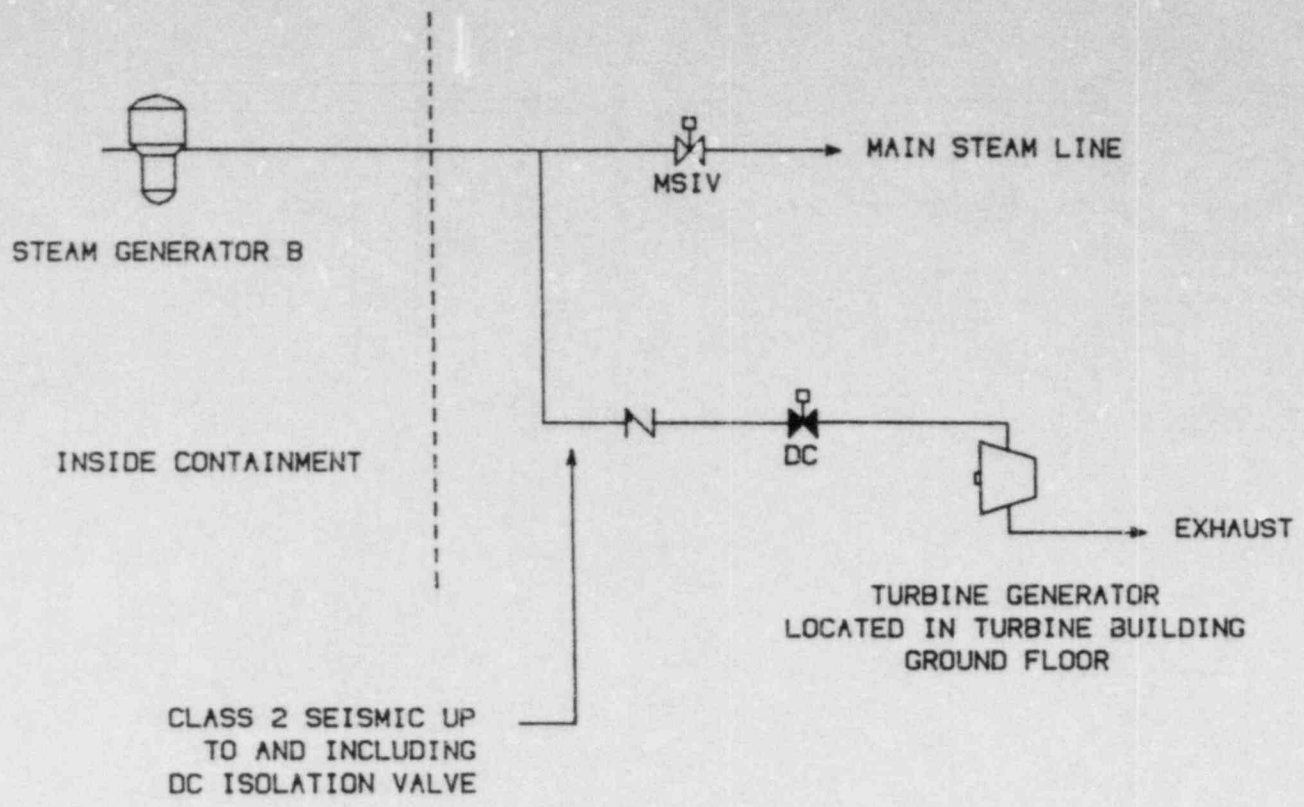 MAIN STEAM LINE
MSIV
STEAM GENERATOR B
DC
INSIDE CONTAINMENT
EXHAUST
TURBINE GENERATOR
LOCATED IN TURBINE BUILDING
GROUND FLOOR
CLASS 2 SEISMIC UP
TO AND INCLUDING
DC ISOLATION VALVE